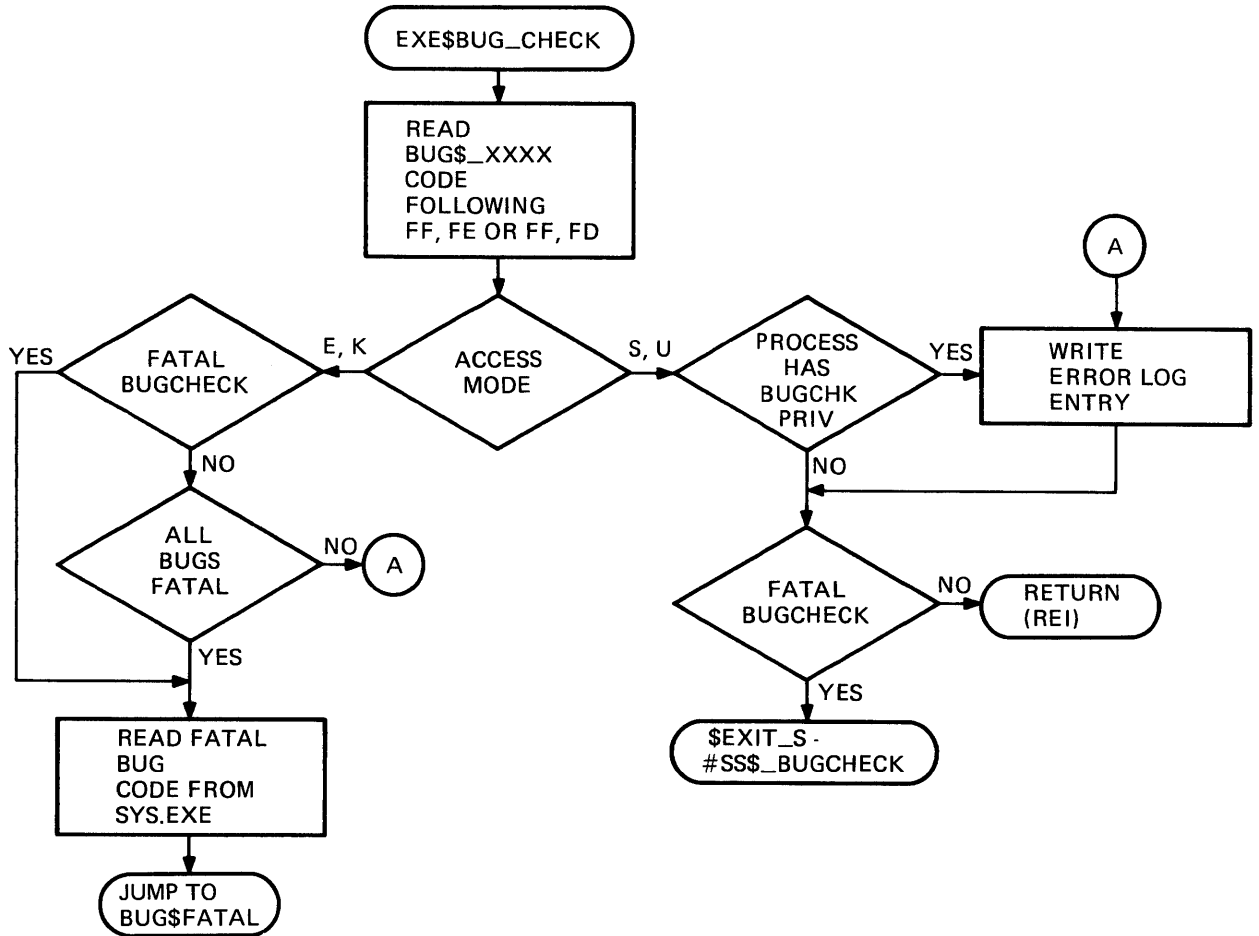 EXE$BUG_CHECK
READ
BUG$_XXXX
CODE
FOLLOWING
FF, FE OR FF, FD
A
YES
FATAL
BUGCHECK
E, K
ACCESS
MODE
S, U
PROCESS
HAS
BUGCHK
PRIV
YES
WRITE
ERROR LOG
ENTRY
NO
NO
ALL
BUGS
FATAL
NO
A
FATAL
BUGCHECK
NO
RETURN
(REI)
YES
YES
READ FATAL
BUG
CODE FROM
SYS.EXE
$EXIT_S -
#SS$_BUGCHECK
JUMP TO
BUG$FATAL